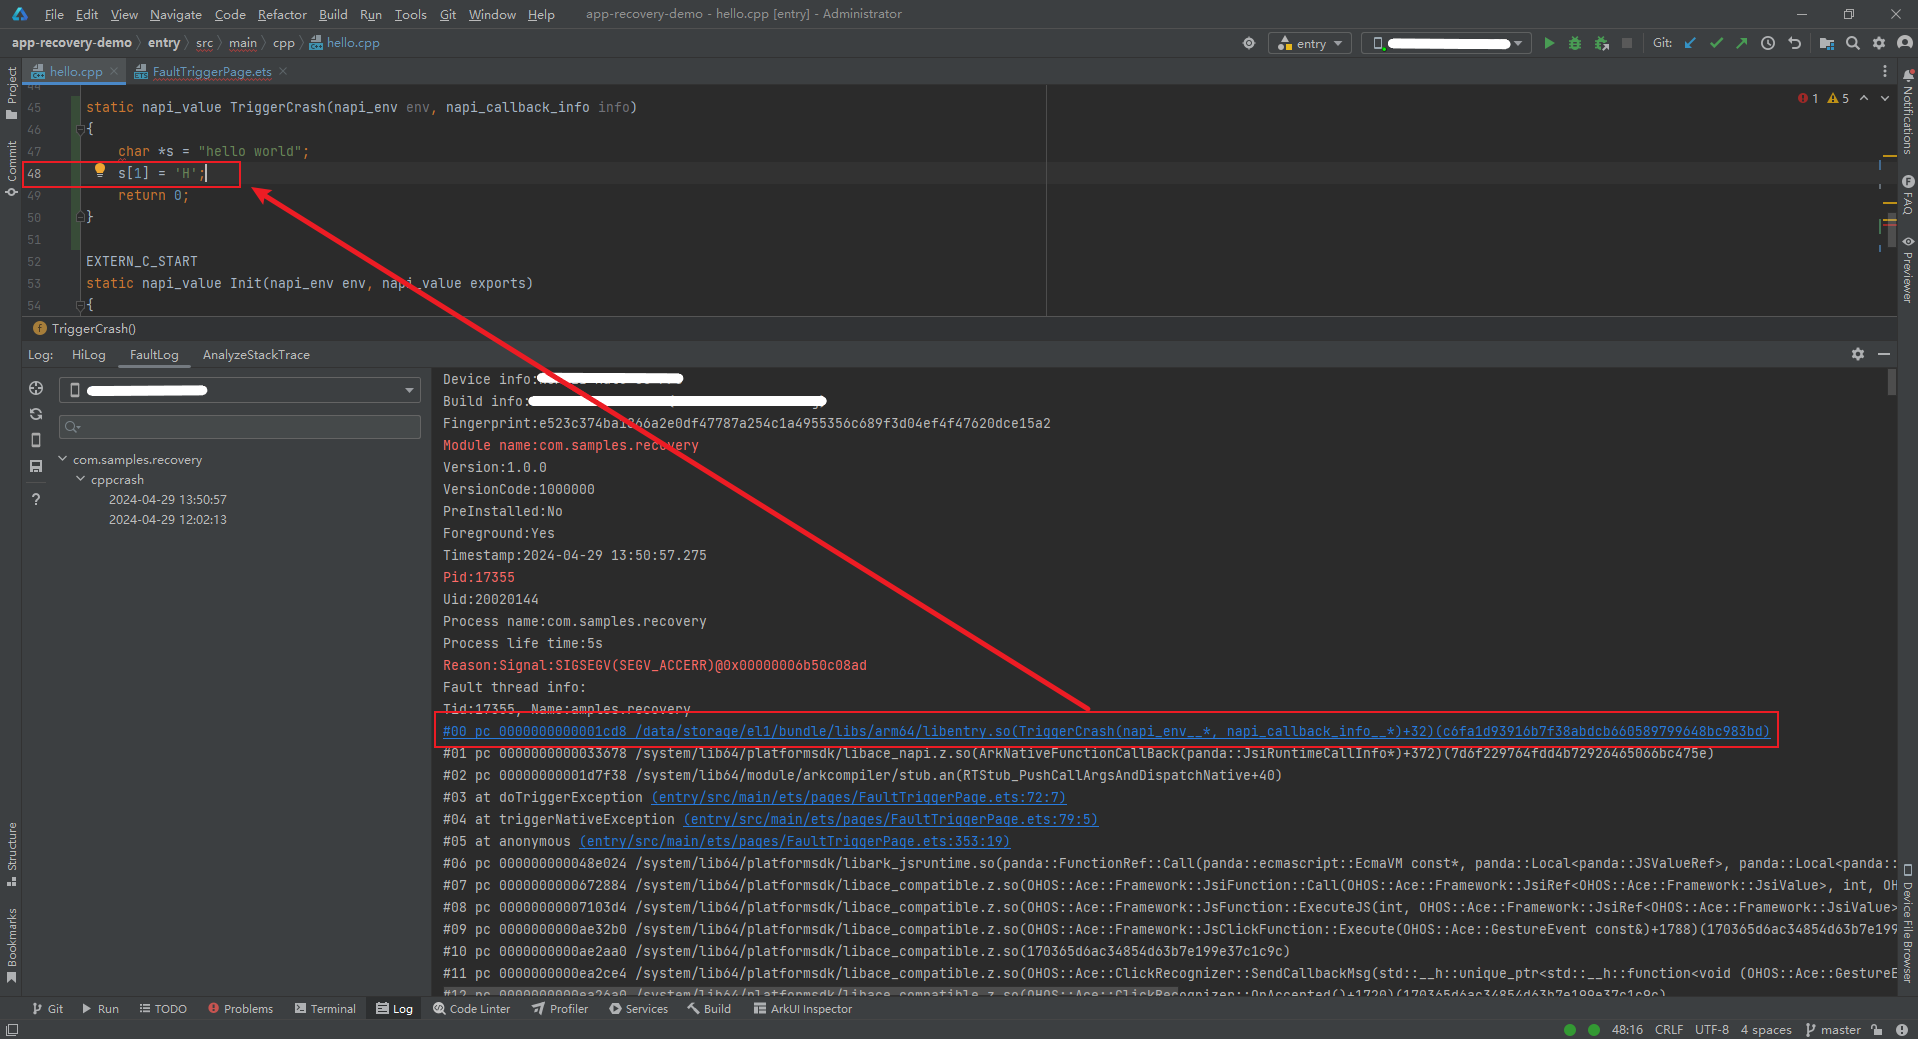 File Edit View Navigate Code Refactor Build Run Tools Git Window Help app-recovery-demo - hello.cpp [entry] - Administrator
app-recovery-demo entry src main cpp hello.cpp entry Git:
hello.cpp FaultTriggerPage.ets
Project
Commit
Structure
Bookmarks
Notifications
FAQ
Previewer
Device File Browser
1 5
44
45 static napi_value TriggerCrash(napi_env env, napi_callback_info info)
46 {
47 char *s = "hello world";
48 s[1] = 'H';
49 return 0;
50 }
51
52 EXTERN_C_START
53 static napi_value Init(napi_env env, napi_value exports)
54 {
f TriggerCrash()
Log: HiLog FaultLog AnalyzeStackTrace
com.samples.recovery
cppcrash
2024-04-29 13:50:57
2024-04-29 12:02:13
Device info:
Build info:
Module name:com.samples.recovery
Version:1.0.0
VersionCode:1000000
PreInstalled:No
Foreground:Yes
Timestamp:2024-04-29 13:50:57.275
Pid:17355
Uid:20020144
Process name:com.samples.recovery
Process life time:5s
Reason:Signal:SIGSEGV(SEGV_ACCERR)@0x00000006b50c08ad
Fault thread info:
Tid:17355, Name:amples.recovery
#00 pc 0000000000001cd8 /data/storage/el1/bundle/libs/arm64/libentry.so(TriggerCrash(napi_env__*, napi_callback_info__*)+32)(c6fa1d93916b7f38abdcb660589799648bc983bd)
#01 pc 0000000000033678 /system/lib64/platformsdk/libace_napi.z.so(ArkNativeFunctionCallBack(panda::JsiRuntimeCallInfo*)+372)(7d6f229764fdd4b72926465066bc475e)
#02 pc 00000000001d7f38 /system/lib64/module/arkcompiler/stub.an(RTStub_PushCallArgsAndDispatchNative+40)
#03 at doTriggerException (entry/src/main/ets/pages/FaultTriggerPage.ets:72:7)
#04 at triggerNativeException (entry/src/main/ets/pages/FaultTriggerPage.ets:79:5)
#05 at anonymous (entry/src/main/ets/pages/FaultTriggerPage.ets:353:19)
#06 pc 000000000048e024 /system/lib64/platformsdk/libark_jsruntime.so(panda::FunctionRef::Call(panda::ecmascript::EcmaVM const*, panda::Local<panda::JSValueRef>, panda::Local<panda::
#07 pc 0000000000672884 /system/lib64/platformsdk/libace_compatible.z.so(OHOS::Ace::Framework::JsiFunction::Call(OHOS::Ace::Framework::JsiRef<OHOS::Ace::Framework::JsiValue>, int, OH
#08 pc 00000000007103d4 /system/lib64/platformsdk/libace_compatible.z.so(OHOS::Ace::Framework::JsFunction::ExecuteJS(int, OHOS::Ace::Framework::JsiRef<OHOS::Ace::Framework::JsiValue>
#09 pc 0000000000ae32b0 /system/lib64/platformsdk/libace_compatible.z.so(OHOS::Ace::Framework::JsClickFunction::Execute(OHOS::Ace::GestureEvent const&)+1788)(170365d6ac34854d63b7e199
#10 pc 0000000000ae2aa0 /system/lib64/platformsdk/libace_compatible.z.so(170365d6ac34854d63b7e199e37c1c9c)
#11 pc 0000000000ea2ce4 /system/lib64/platformsdk/libace_compatible.z.so(OHOS::Ace::ClickRecognizer::SendCallbackMsg(std::__h::unique_ptr<std::__h::function<void (OHOS::Ace::GestureE
#12 pc 0000000000ea26a0 /system/lib64/platformsdk/libace_compatible.z.so(OHOS::Ace::ClickRecognizer::OnAccepted()+1720)(170365d6ac34854d63b7e199e37c1c9c)
Git Run TODO Problems Terminal Log Code Linter Profiler Services Build ArkUI Inspector
48:16 CRLF UTF-8 4 spaces master